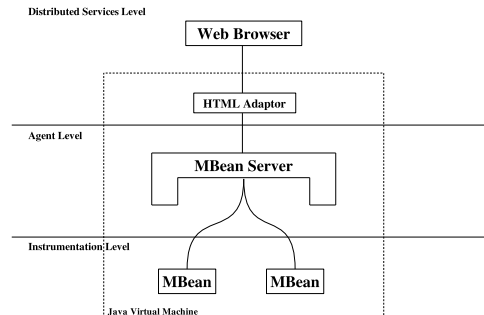 Distributed Services Level
Web Browser
HTML Adaptor
Agent Level
MBean Server
Instrumentation Level
MBean
MBean
Java Virtual Machine